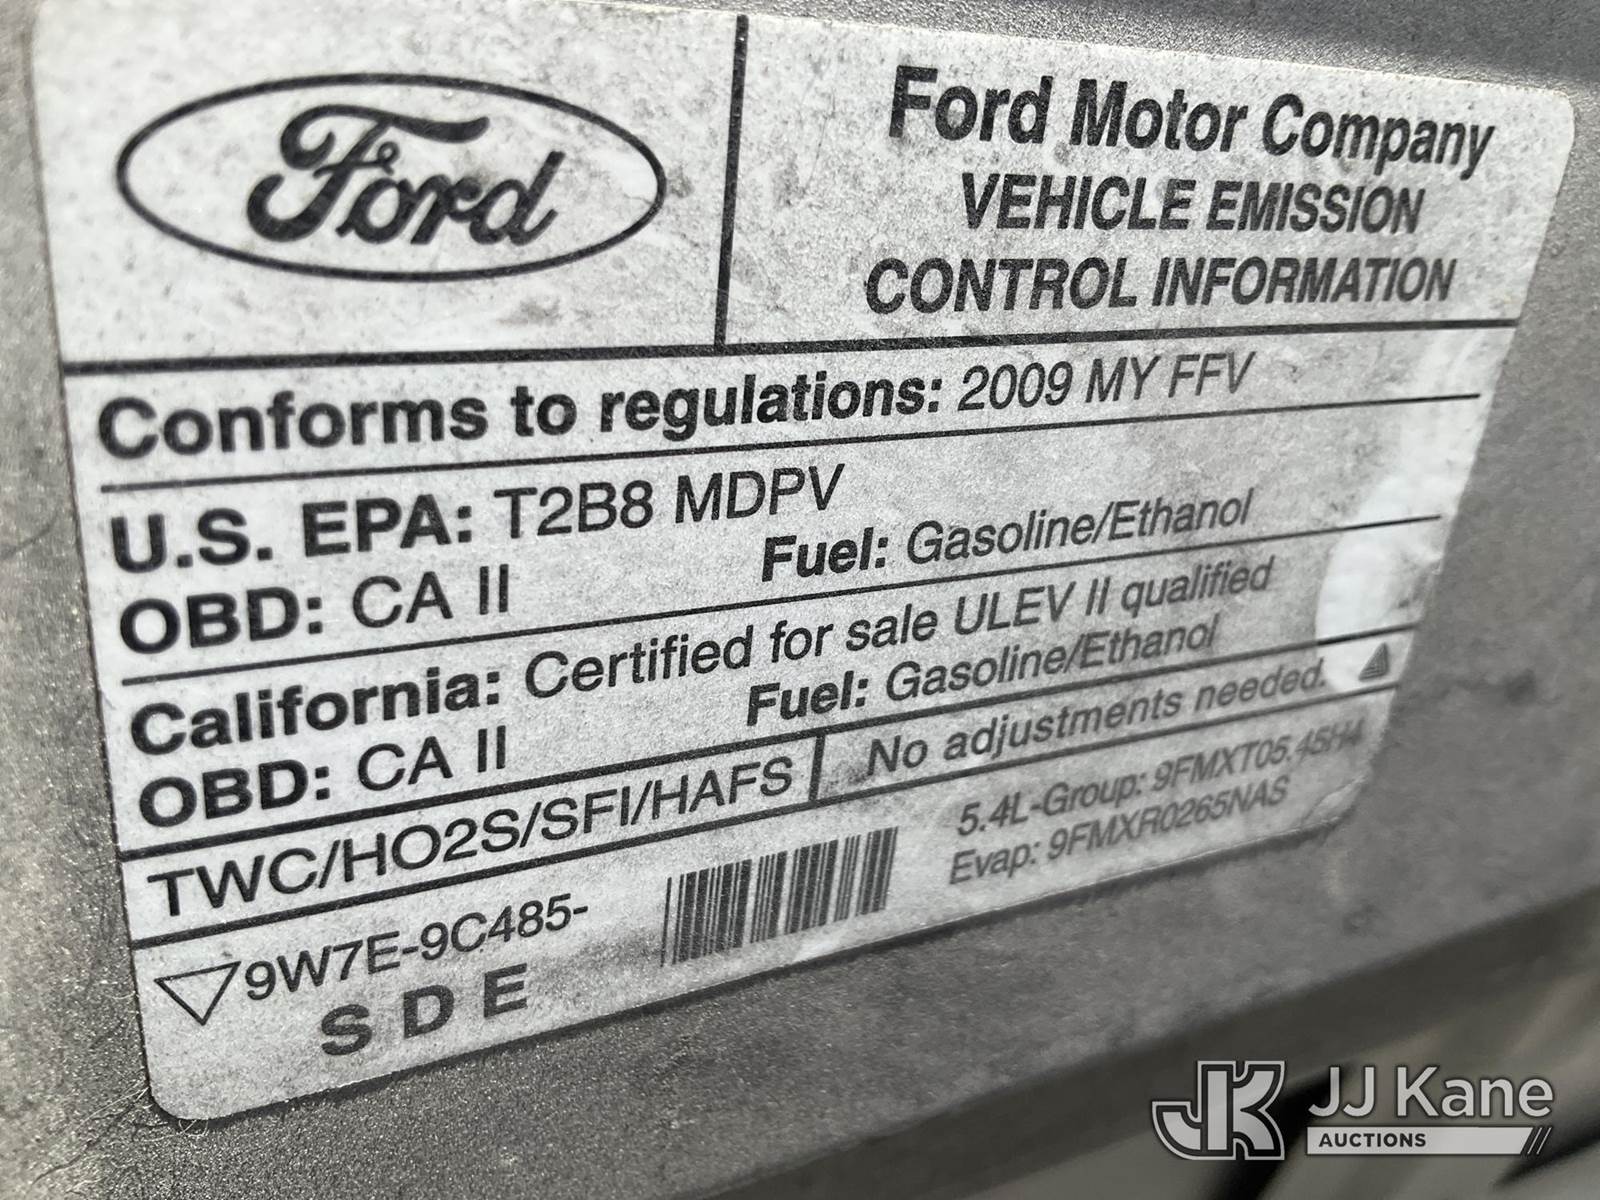 Ford
Ford Motor Company
VEHICLE EMISSION
CONTROL INFORMATION
Conforms to regulations: 2009 MY FFV
U.S. EPA: T2B8 MDPV
OBD: CA II Fuel: Gasoline/Ethanol
California: Certified for sale ULEV II qualified
OBD: CA II Fuel: Gasoline/Ethanol
TWC/HO2S/SFI/HAFS No adjustments needed.
9W7E-9C485-
S D E
5.4L-Group: 9FMXT05.4SH4
Evap: 9FMXR0265NAS
JK JJ Kane
AUCTIONS